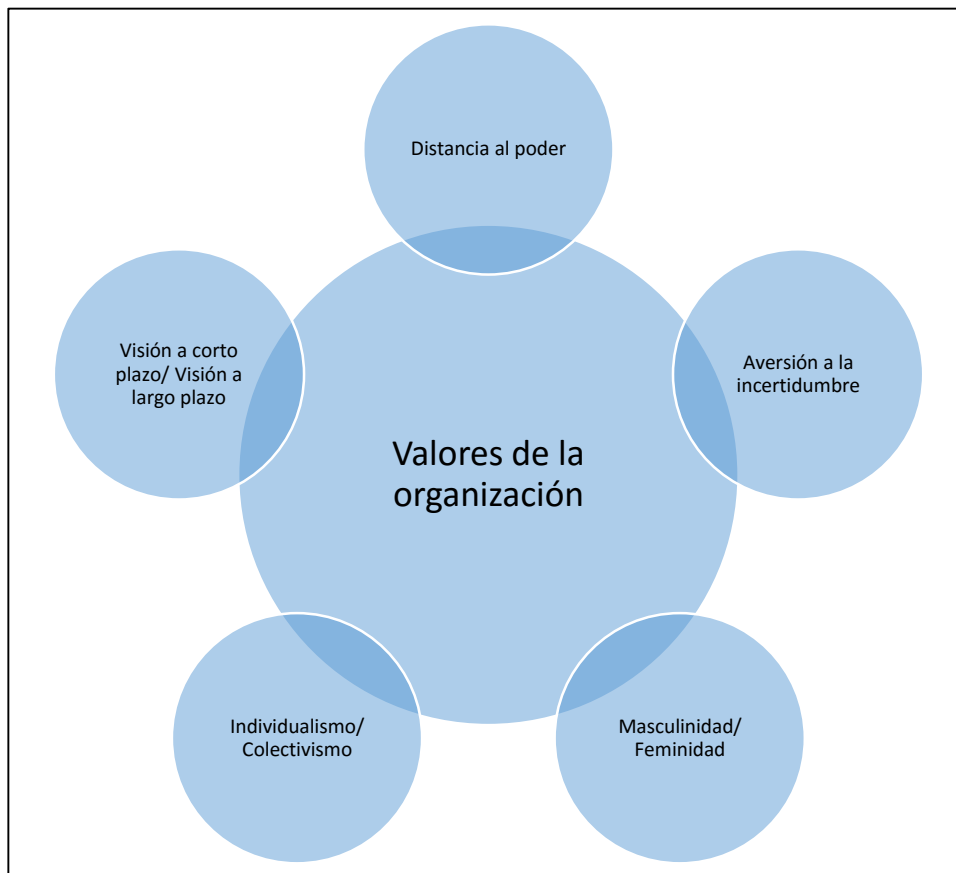 Distancia al poder
Visión a corto
plazo/ Visión a
largo plazo
Aversión a la
incertidumbre
Valores de la
organización
Individualismo/
Colectivismo
Masculinidad/
Feminidad